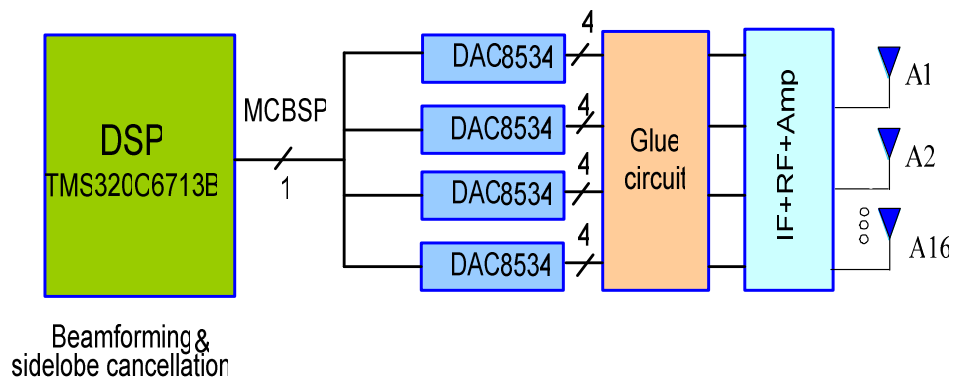 DSP
TMS320C6713B
Beamforming &
sidelobe cancellation
MCBSP
1
DAC8534
4
DAC8534
4
DAC8534
4
DAC8534
4
Glue
circuit
IF+RF+Amp
A1
A2
A16